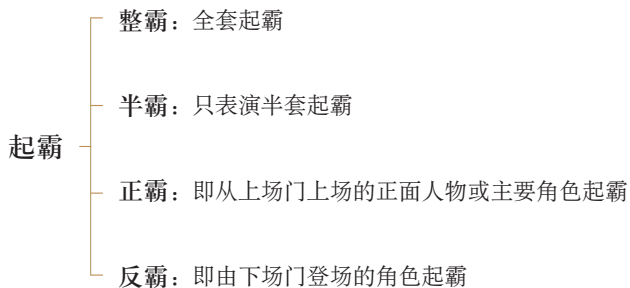 整霸：全套起霸
半霸：只表演半套起霸
起霸
正霸：即从上场门上场的正面人物或主要角色起霸
反霸：即由下场门登场的角色起霸